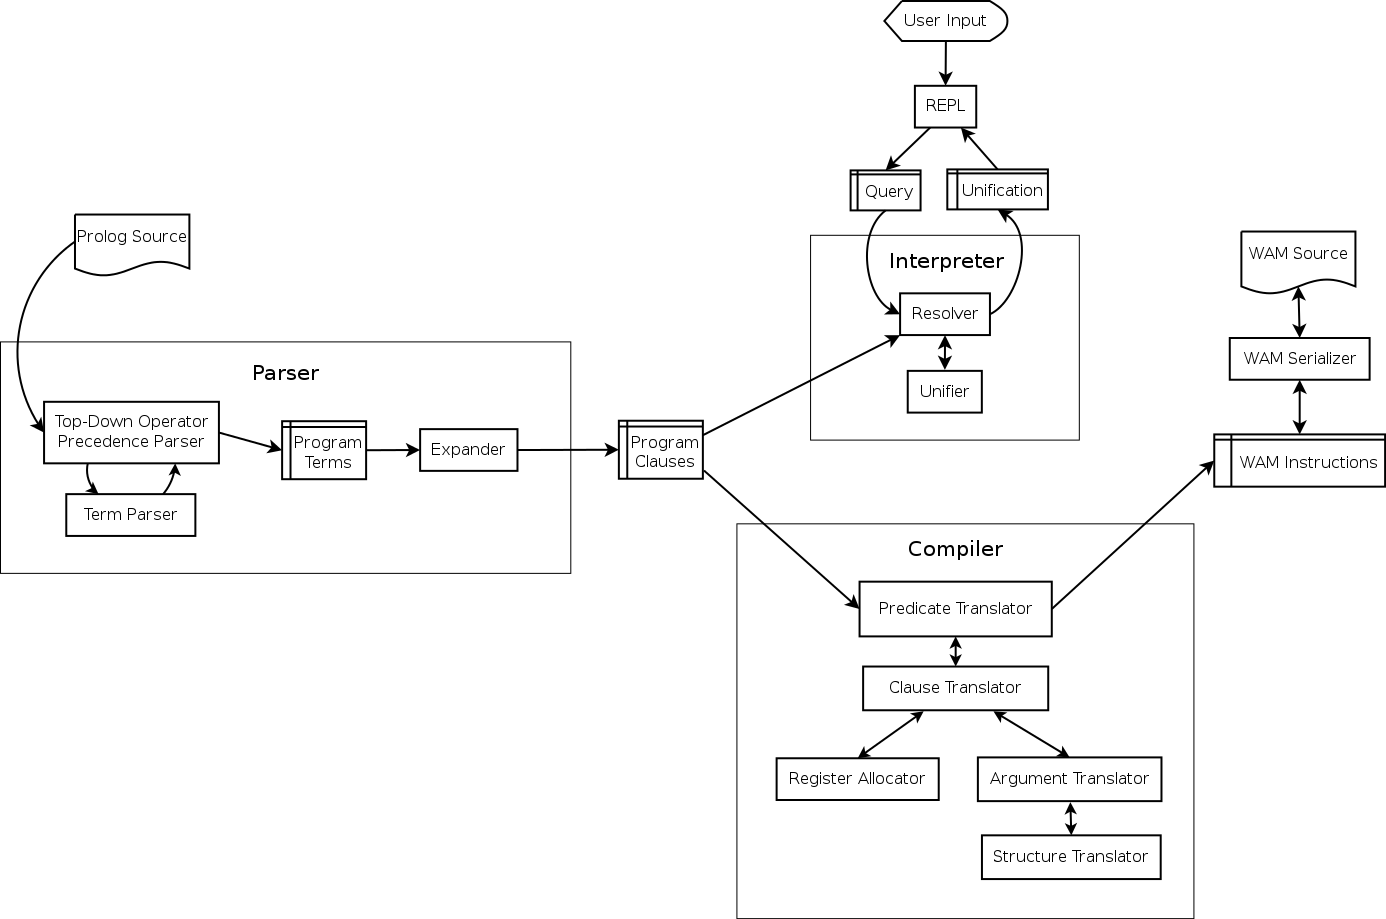 User Input
REPL
Query
Unification
Prolog Source
Interpreter
WAM Source
Resolver
WAM Serializer
Parser
Unifier
Top-Down Operator
Precedence Parser
Program
Terms
Expander
Program
Clauses
WAM Instructions
Term Parser
Compiler
Predicate Translator
Clause Translator
Register Allocator
Argument Translator
Structure Translator